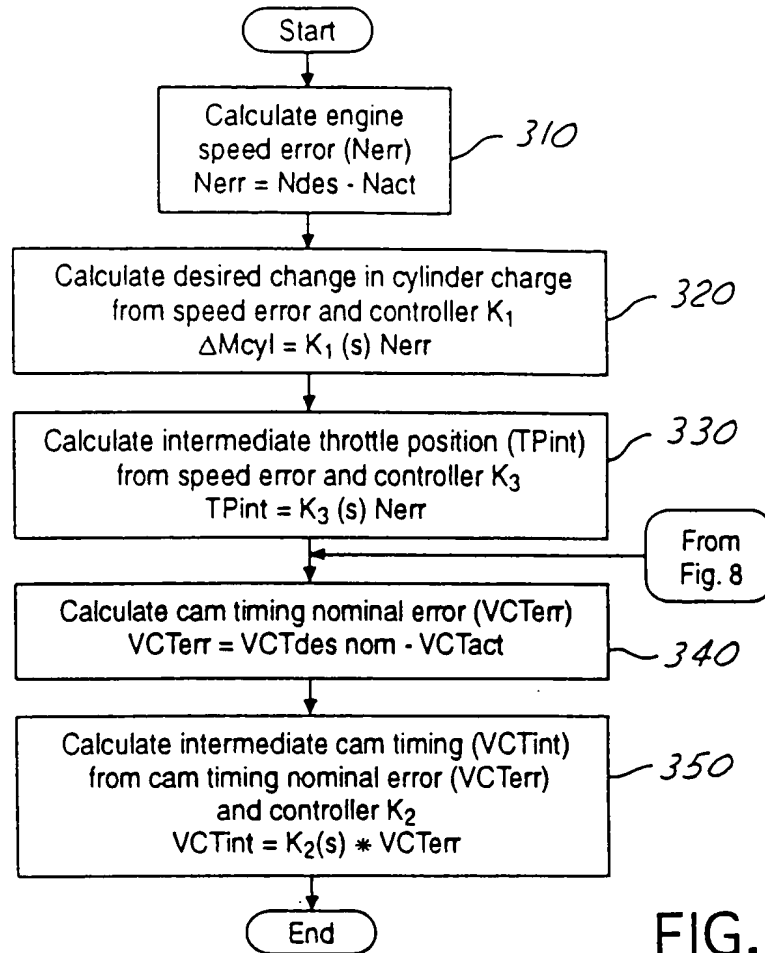 Start
Calculate engine
speed error (Nerr)
Nerr = Ndes - Nact
310
Calculate desired change in cylinder charge
from speed error and controller K₁
ΔMcyl = K₁ (s) Nerr
320
Calculate intermediate throttle position (TPint)
from speed error and controller K₃
TPint = K₃ (s) Nerr
330
From
Fig. 8
Calculate cam timing nominal error (VCTerr)
VCTerr = VCTdes nom - VCTact
340
Calculate intermediate cam timing (VCTint)
from cam timing nominal error (VCTerr)
and controller K₂
VCTint = K₂(s) * VCTerr
350
End
FIG.